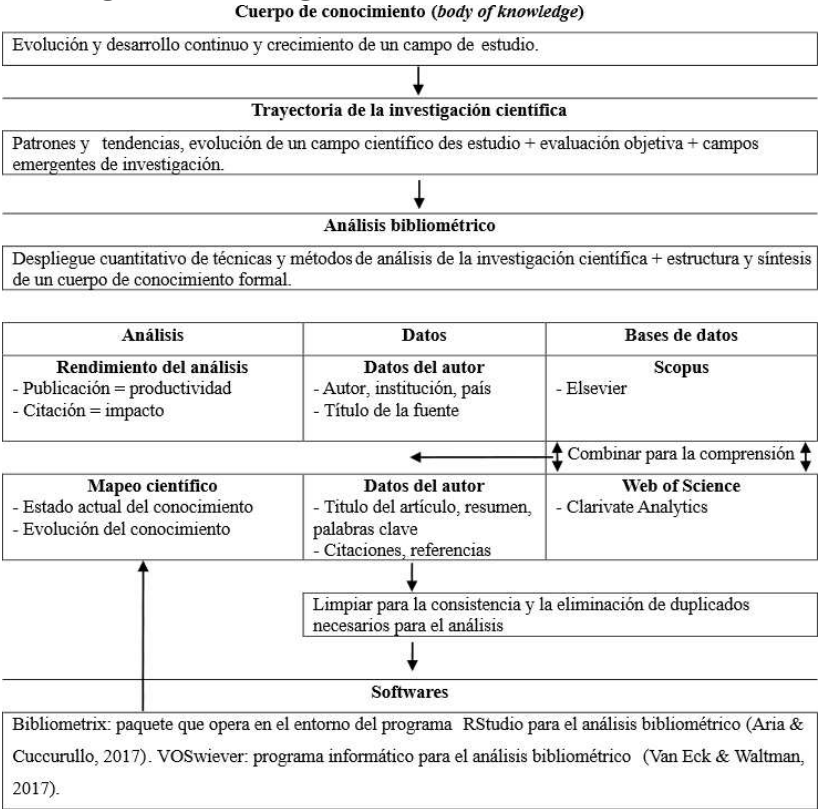 Cuerpo de conocimiento (body of knowledge)
Evolución y desarrollo continuo y crecimiento de un campo de estudio.
Trayectoria de la investigación científica
Patrones y tendencias, evolución de un campo científico des estudio + evaluación objetiva + campos
emergentes de investigación.
Análisis bibliométrico
Despliegue cuantitativo de técnicas y métodos de análisis de la investigación científica + estructura y síntesis
de un cuerpo de conocimiento formal.
Análisis
Datos
Bases de datos
Rendimiento del análisis
- Publicación = productividad
- Citación = impacto
Datos del autor
- Autor, institución, país
- Título de la fuente
Scopus
- Elsevier
Combinar para la comprensión
Mapeo científico
- Estado actual del conocimiento
- Evolución del conocimiento
Datos del autor
- Titulo del artículo, resumen,
palabras clave
- Citaciones, referencias
Web of Science
- Clarivate Analytics
Limpiar para la consistencia y la eliminación de duplicados
necesarios para el análisis
Softwares
Bibliometrix: paquete que opera en el entorno del programa RStudio para el análisis bibliométrico (Aria &
Cuccurullo, 2017). VOSwiever: programa informático para el análisis bibliométrico (Van Eck & Waltman,
2017).